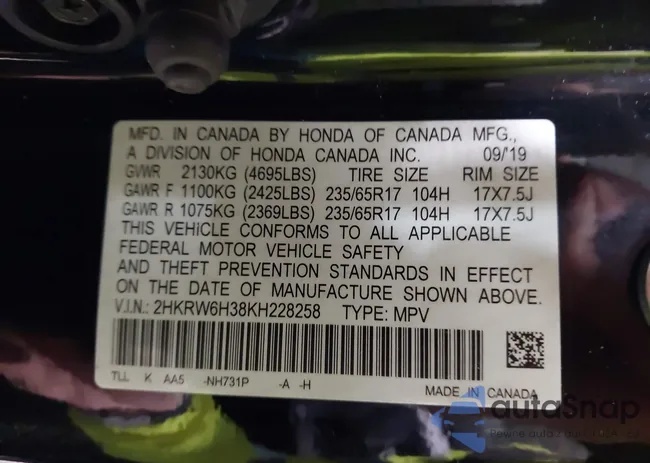 MFD. IN CANADA BY HONDA OF CANADA MFG.,
A DIVISION OF HONDA CANADA INC. 09/'19
GVWR 2130KG (4695LBS) TIRE SIZE RIM SIZE
GAWR F 1100KG (2425LBS) 235/65R17 104H 17X7.5J
GAWR R 1075KG (2369LBS) 235/65R17 104H 17X7.5J
THIS VEHICLE CONFORMS TO ALL APPLICABLE
FEDERAL MOTOR VEHICLE SAFETY
AND THEFT PREVENTION STANDARDS IN EFFECT
ON THE DATE OF MANUFACTURE SHOWN ABOVE.
V.I.N.: 2HKRW6H38KH228258 TYPE: MPV
TLL K AA5 -NH731P -A -H
MADE IN CANADA
autoSnap
Pewne auto